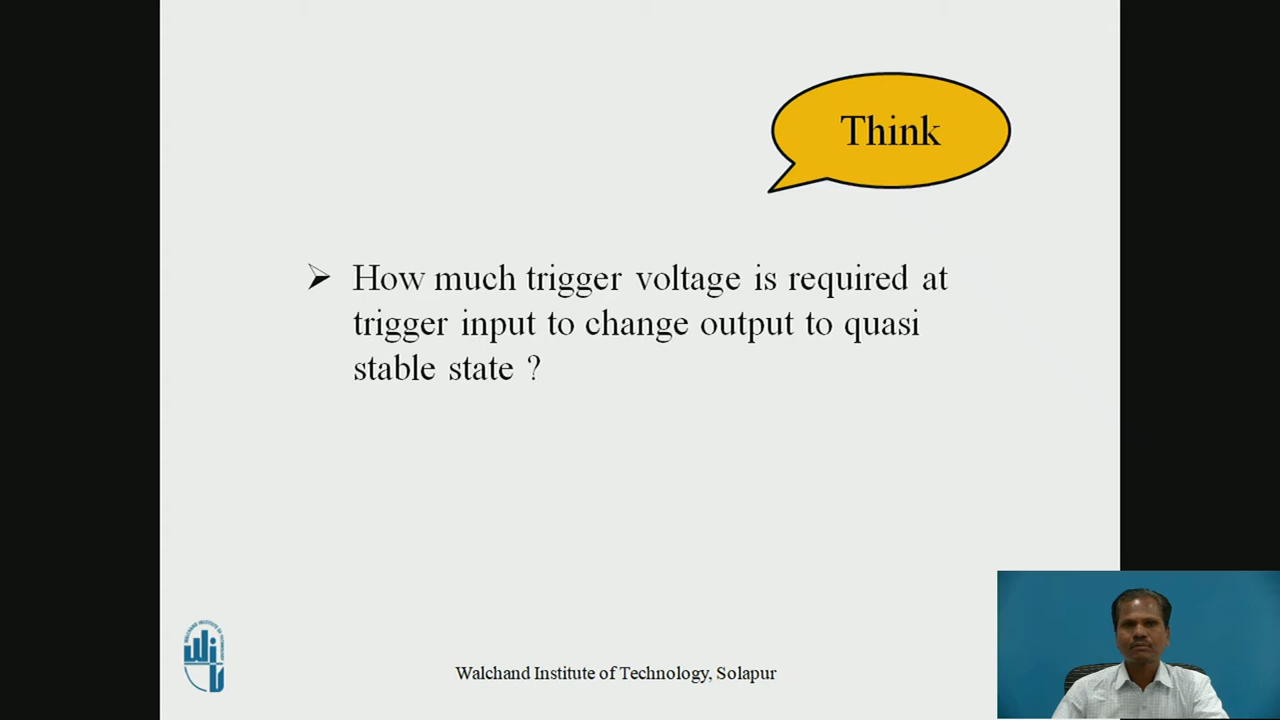 Think
➢ How much trigger voltage is required at
trigger input to change output to quasi
stable state ?
Walchand Institute of Technology, Solapur